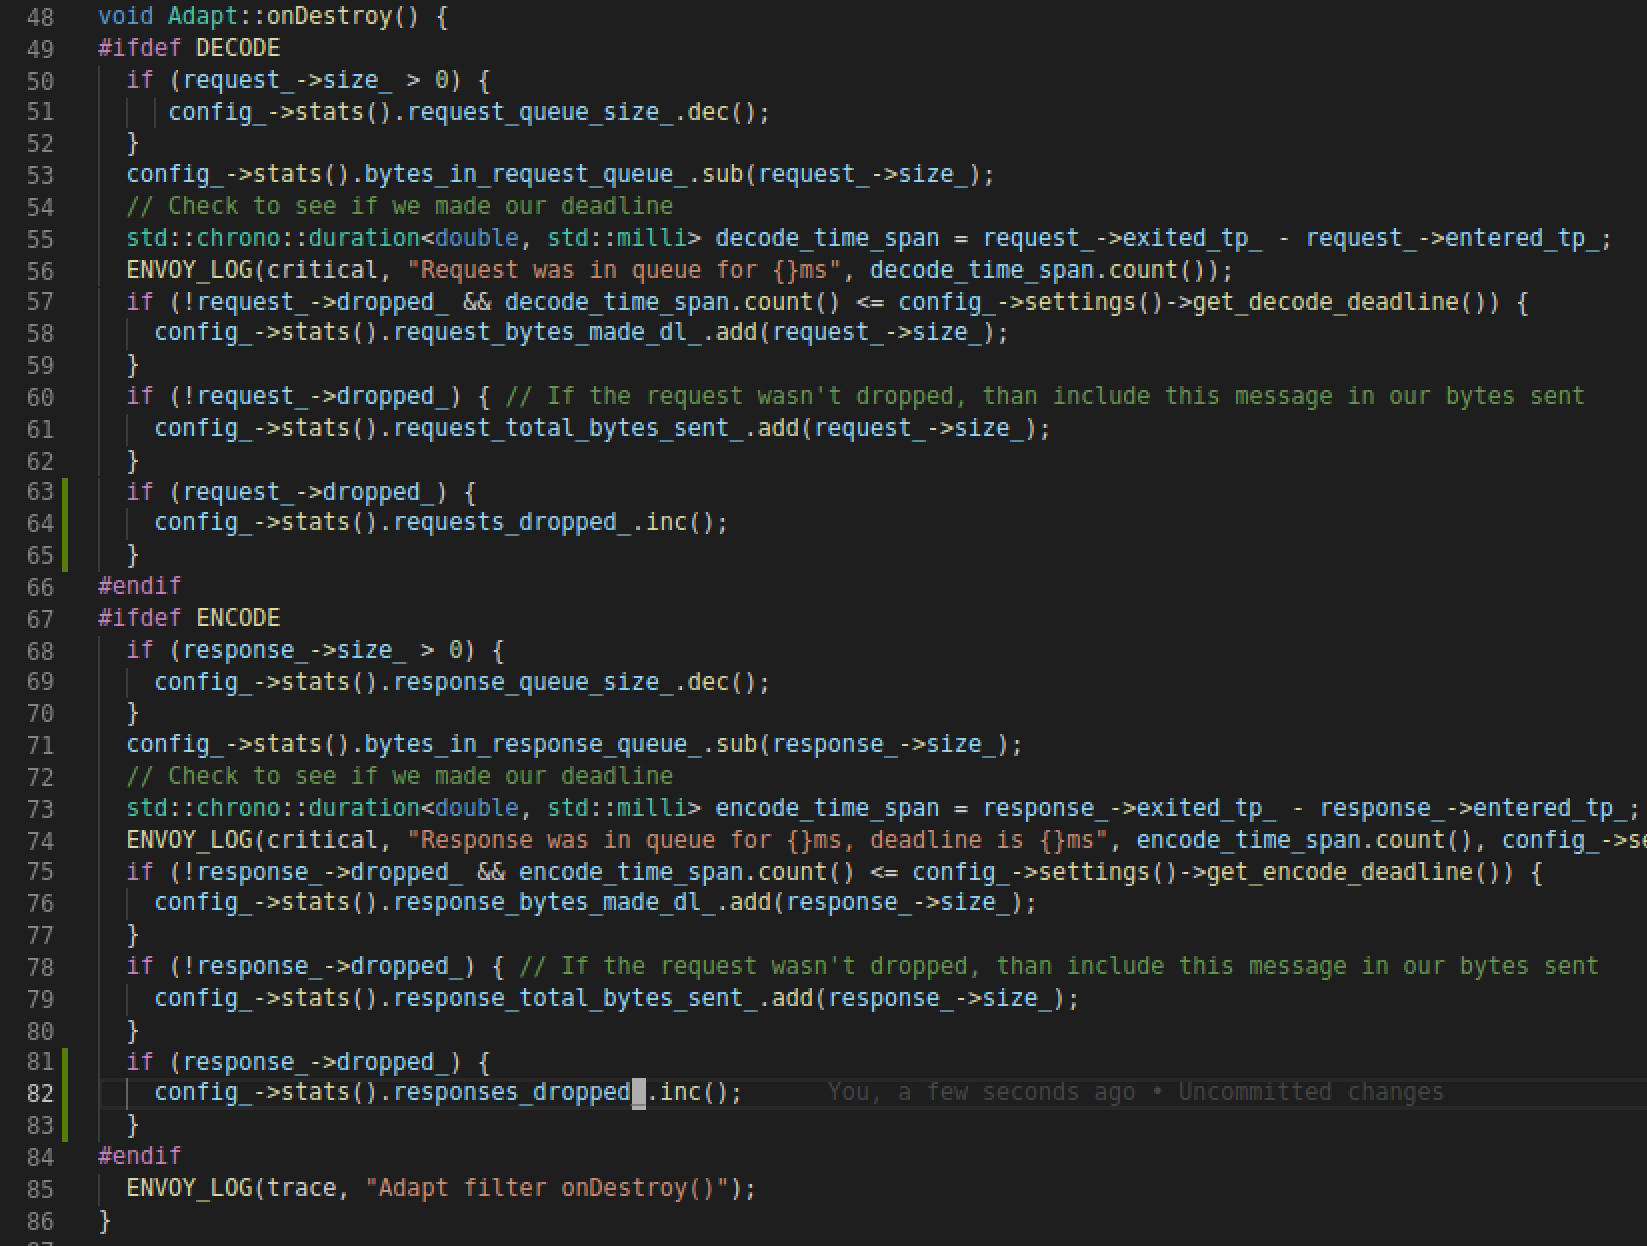 48 void Adapt::onDestroy() {
49 #ifdef DECODE
50   if (request_->size_ > 0) {
51      config_->stats().request_queue_size_.dec();
52   }
53   config_->stats().bytes_in_request_queue_.sub(request_->size_);
54   // Check to see if we made our deadline
55   std::chrono::duration<double, std::milli> decode_time_span = request_->exited_tp_ - request_->entered_tp_;
56   ENVOY_LOG(critical, "Request was in queue for {}ms", decode_time_span.count());
57   if (!request_->dropped_ && decode_time_span.count() <= config_->settings()->get_decode_deadline()) {
58     config_->stats().request_bytes_made_dl_.add(request_->size_);
59   }
60   if (!request_->dropped_) { // If the request wasn't dropped, than include this message in our bytes sent
61     config_->stats().request_total_bytes_sent_.add(request_->size_);
62   }
63   if (request_->dropped_) {
64     config_->stats().requests_dropped_.inc();
65   }
66 #endif
67 #ifdef ENCODE
68   if (response_->size_ > 0) {
69     config_->stats().response_queue_size_.dec();
70   }
71   config_->stats().bytes_in_response_queue_.sub(response_->size_);
72   // Check to see if we made our deadline
73   std::chrono::duration<double, std::milli> encode_time_span = response_->exited_tp_ - response_->entered_tp_;
74   ENVOY_LOG(critical, "Response was in queue for {}ms, deadline is {}ms", encode_time_span.count(), config_->se
75   if (!response_->dropped_ && encode_time_span.count() <= config_->settings()->get_encode_deadline()) {
76     config_->stats().response_bytes_made_dl_.add(response_->size_);
77   }
78   if (!response_->dropped_) { // If the request wasn't dropped, than include this message in our bytes sent
79     config_->stats().response_total_bytes_sent_.add(response_->size_);
80   }
81   if (response_->dropped_) {
82     config_->stats().responses_dropped_.inc();      You, a few seconds ago • Uncommitted changes
83   }
84 #endif
85   ENVOY_LOG(trace, "Adapt filter onDestroy()");
86 }